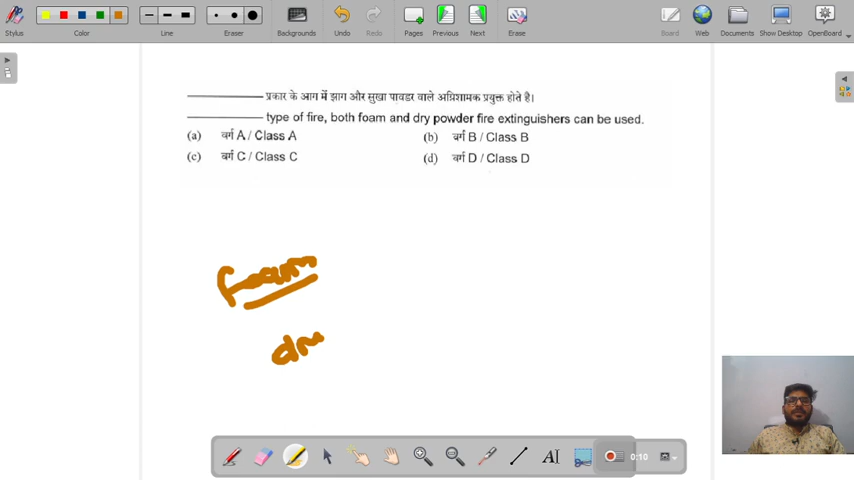 Stylus Color Line Eraser Backgrounds Undo Redo Pages Previous Next Erase Board Web Documents Show Desktop OpenBoard
__________ प्रकार के आग में झाग और सुखा पावडर वाले अग्निशामक प्रयुक्त होते है।
__________ type of fire, both foam and dry powder fire extinguishers can be used.
(a) वर्ग A / Class A (b) वर्ग B / Class B
(c) वर्ग C / Class C (d) वर्ग D / Class D
foam
AI 0:10